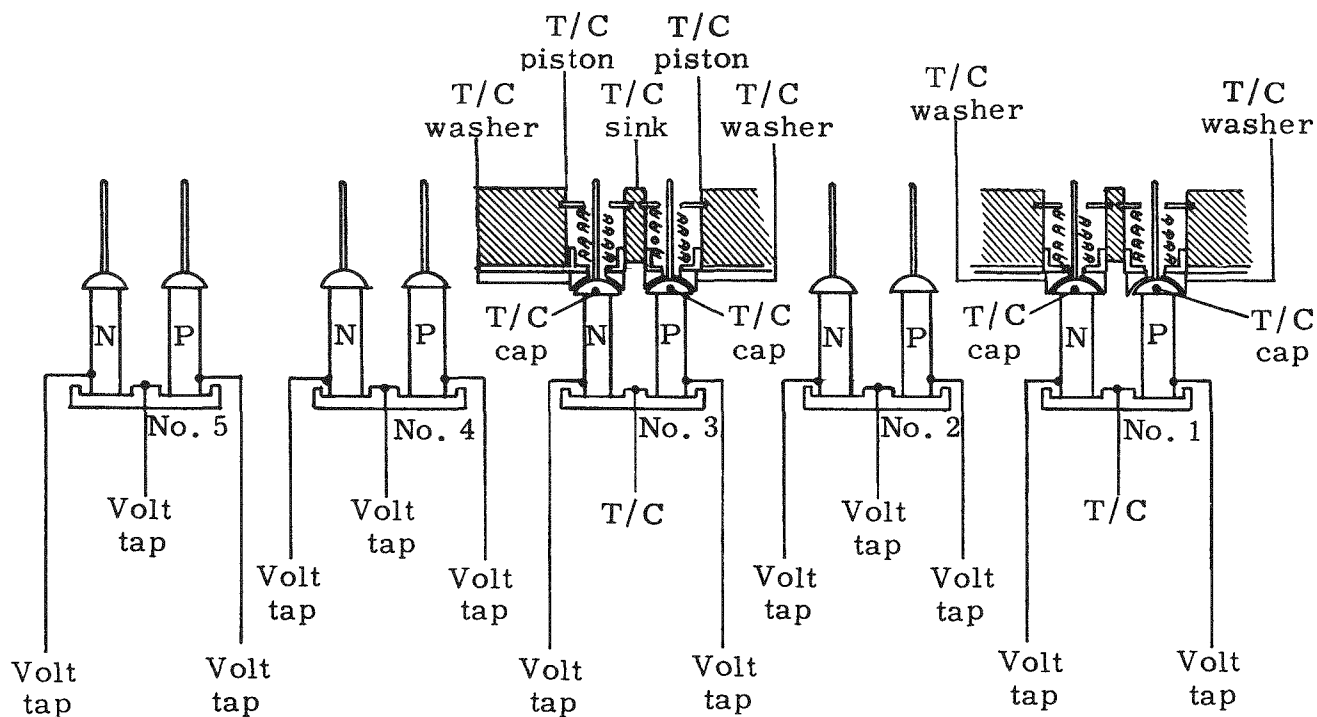 T/C
piston
T/C
piston
T/C
washer
T/C
sink
T/C
washer
T/C
washer
T/C
washer
T/C
cap
T/C
cap
T/C
cap
T/C
cap
N
P
N
P
N
P
N
P
N
P
No. 5
No. 4
No. 3
No. 2
No. 1
Volt
tap
Volt
tap
T/C
Volt
tap
T/C
Volt
tap
Volt
tap
Volt
tap
Volt
tap
Volt
tap
Volt
tap
Volt
tap
Volt
tap
Volt
tap
Volt
tap